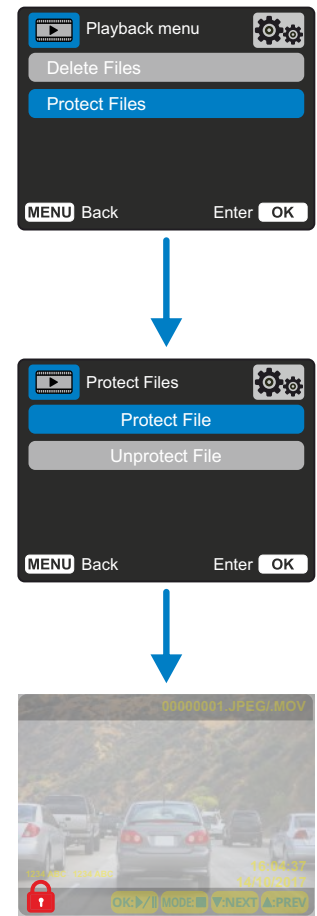 Playback menu
Delete Files
Protect Files
MENU Back Enter OK
Protect Files
Protect File
Unprotect File
MENU Back Enter OK
00000001.JPEG/.MOV
OK:▶/|| MODE:■ ▼:NEXT ▲:PREV